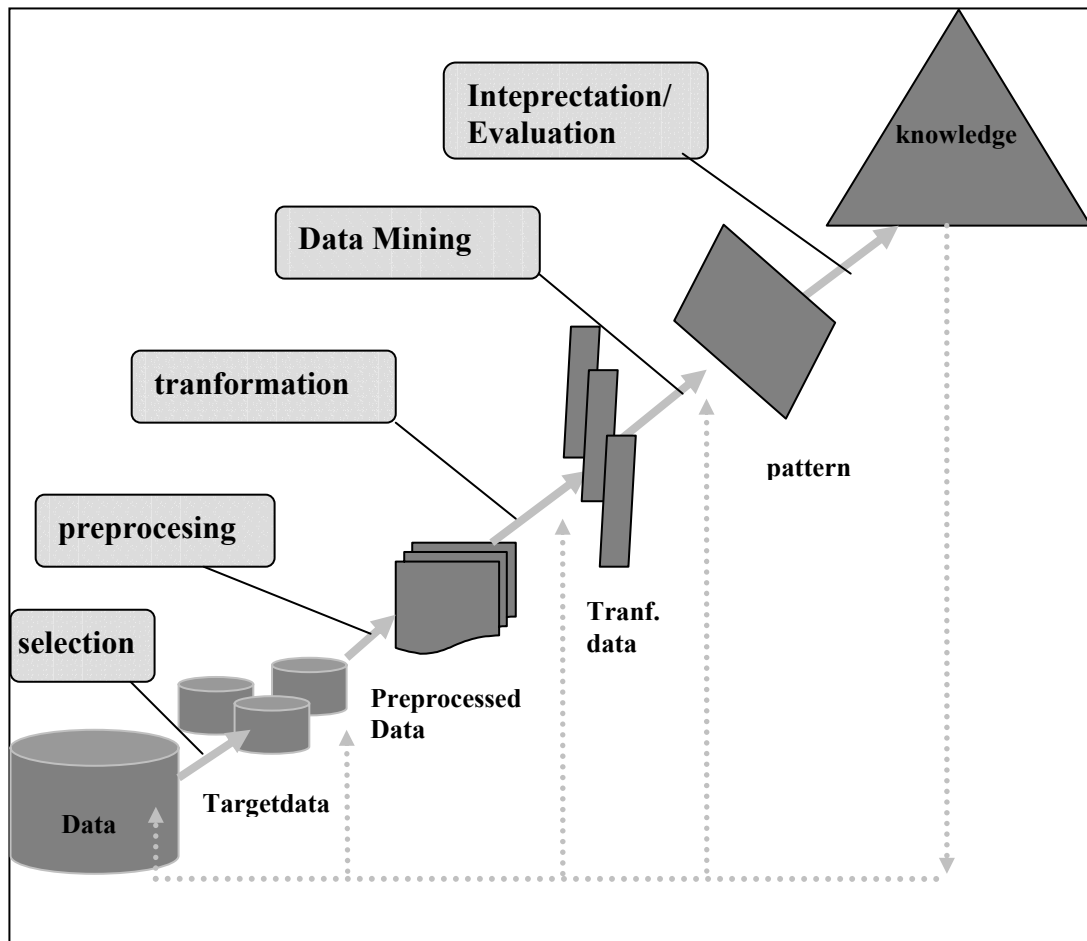 Inteprectation/
Evaluation
knowledge
Data Mining
tranformation
pattern
preprocesing
Tranf.
data
selection
Preprocessed
Data
Targetdata
Data